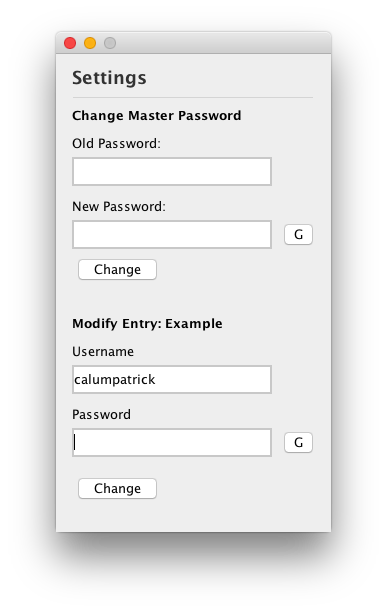 Settings
Change Master Password
Old Password:
New Password:
G
Change
Modify Entry: Example
Username
calumpatrick
Password
G
Change